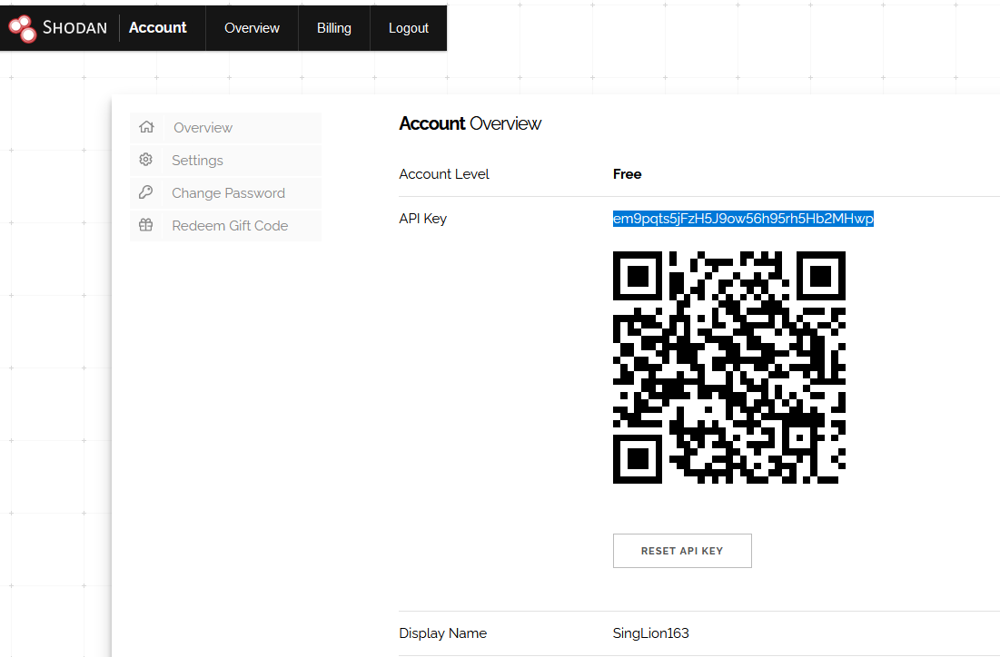 SHODAN Account Overview Billing Logout
Overview
Settings
Change Password
Redeem Gift Code
Account Overview
Account Level Free
API Key em9pqts5jFzH5J9ow56h95rh5Hb2MHwp
RESET API KEY
Display Name SingLion163